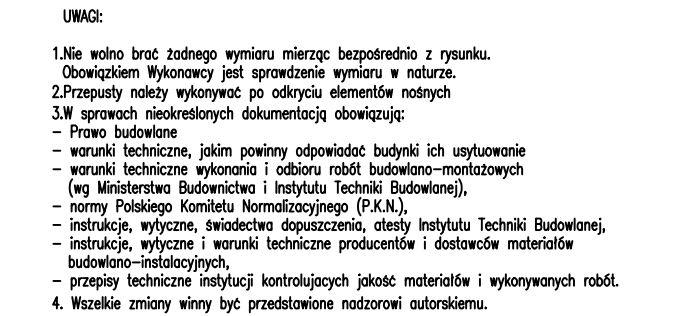 UWAGI:
1.Nie wolno brać żadnego wymiaru mierząc bezpośrednio z rysunku.
Obowiązkiem Wykonawcy jest sprawdzenie wymiaru w naturze.
2.Przepusty należy wykonywać po odkryciu elementów nośnych
3.W sprawach nieokreślonych dokumentacją obowiązują:
– Prawo budowlane
– warunki techniczne, jakim powinny odpowiadać budynki ich usytuowanie
– warunki techniczne wykonania i odbioru robót budowlano–montażowych
(wg Ministerstwa Budownictwa i Instytutu Techniki Budowlanej),
– normy Polskiego Komitetu Normalizacyjnego (P.K.N.),
– instrukcje, wytyczne, świadectwa dopuszczenia, atesty Instytutu Techniki Budowlanej,
– instrukcje, wytyczne i warunki techniczne producentów i dostawców materiałów
budowlano–instalacyjnych,
– przepisy techniczne instytucji kontrolujacych jakość materiałów i wykonywanych robót.
4. Wszelkie zmiany winny być przedstawione nadzorowi autorskiemu.